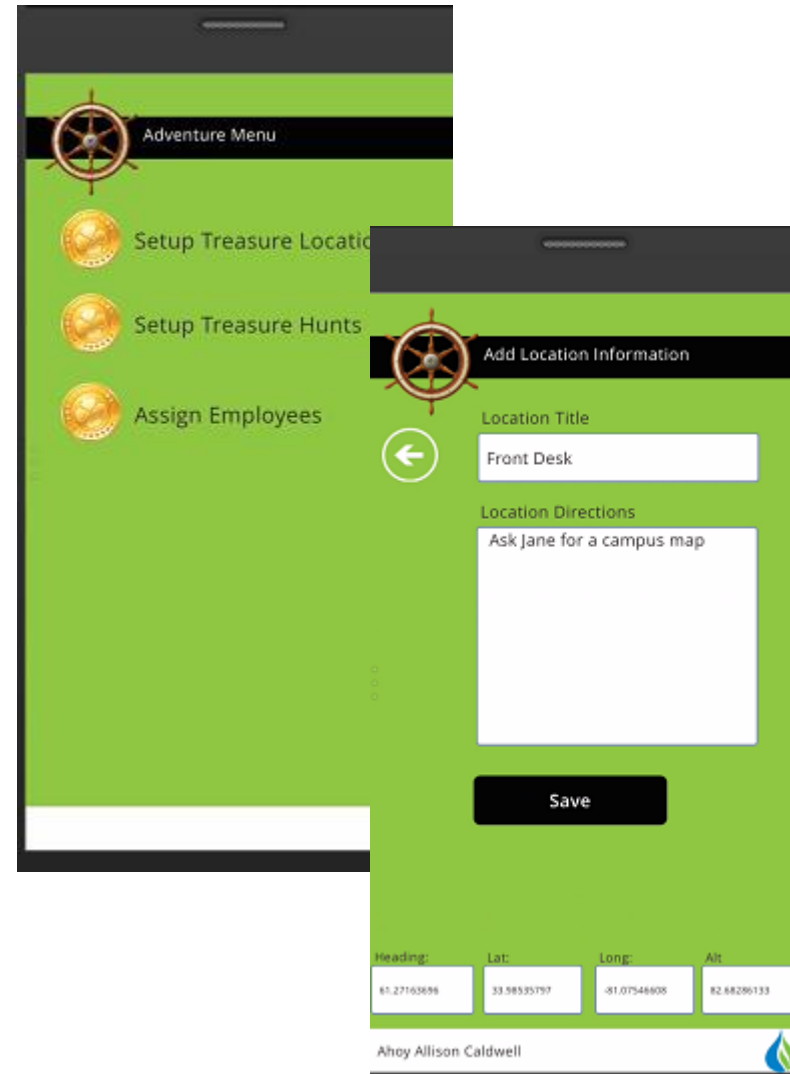 Adventure Menu
Setup Treasure Locatio
Setup Treasure Hunts
Assign Employees
Add Location Information
Location Title
Front Desk
Location Directions
Ask Jane for a campus map
Save
Heading: Lat: Long: Alt
61.27163696 33.98535797 -81.07546608 82.68286133
Ahoy Allison Caldwell